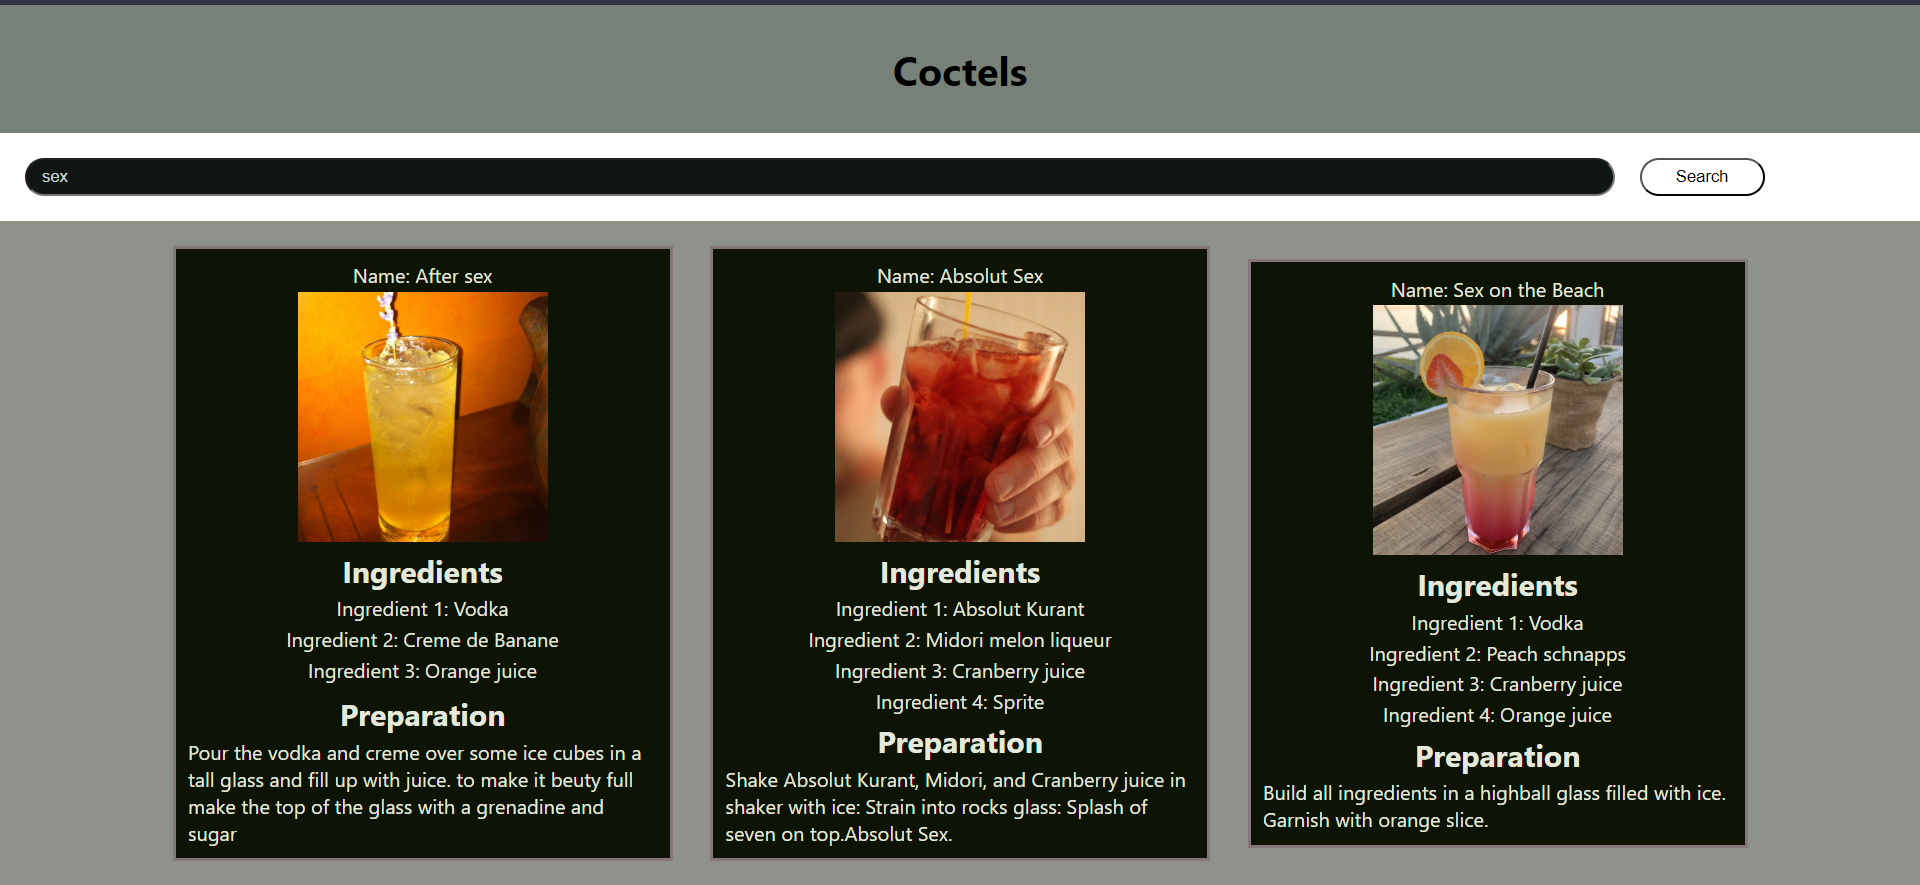 Coctels
sex
Search
Name: After sex
Ingredients
Ingredient 1: Vodka
Ingredient 2: Creme de Banane
Ingredient 3: Orange juice
Preparation
Pour the vodka and creme over some ice cubes in a
tall glass and fill up with juice. to make it beuty full
make the top of the glass with a grenadine and
sugar
Name: Absolut Sex
Ingredients
Ingredient 1: Absolut Kurant
Ingredient 2: Midori melon liqueur
Ingredient 3: Cranberry juice
Ingredient 4: Sprite
Preparation
Shake Absolut Kurant, Midori, and Cranberry juice in
shaker with ice: Strain into rocks glass: Splash of
seven on top.Absolut Sex.
Name: Sex on the Beach
Ingredients
Ingredient 1: Vodka
Ingredient 2: Peach schnapps
Ingredient 3: Cranberry juice
Ingredient 4: Orange juice
Preparation
Build all ingredients in a highball glass filled with ice.
Garnish with orange slice.